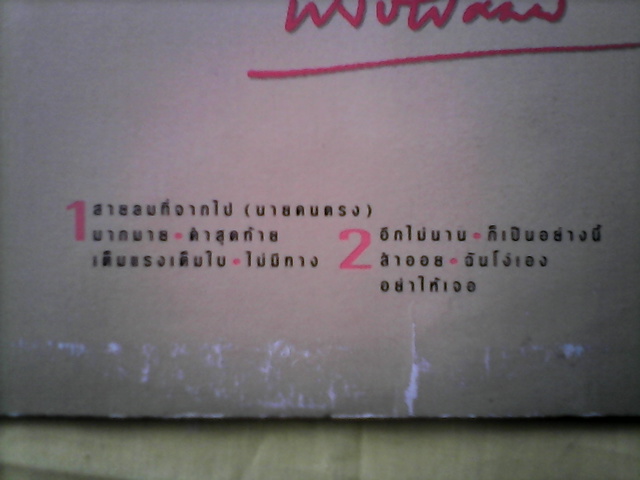 1 สายลมที่จากไป (นายคนตรง)
มากมาย • คำสุดท้าย
เต็มแรงเต็มใบ • ไม่มีทาง
2 อีกไม่นาน • ก็เป็นอย่างนี้
ล้าออย • ฉันโง่เอง
อย่าให้เจอ